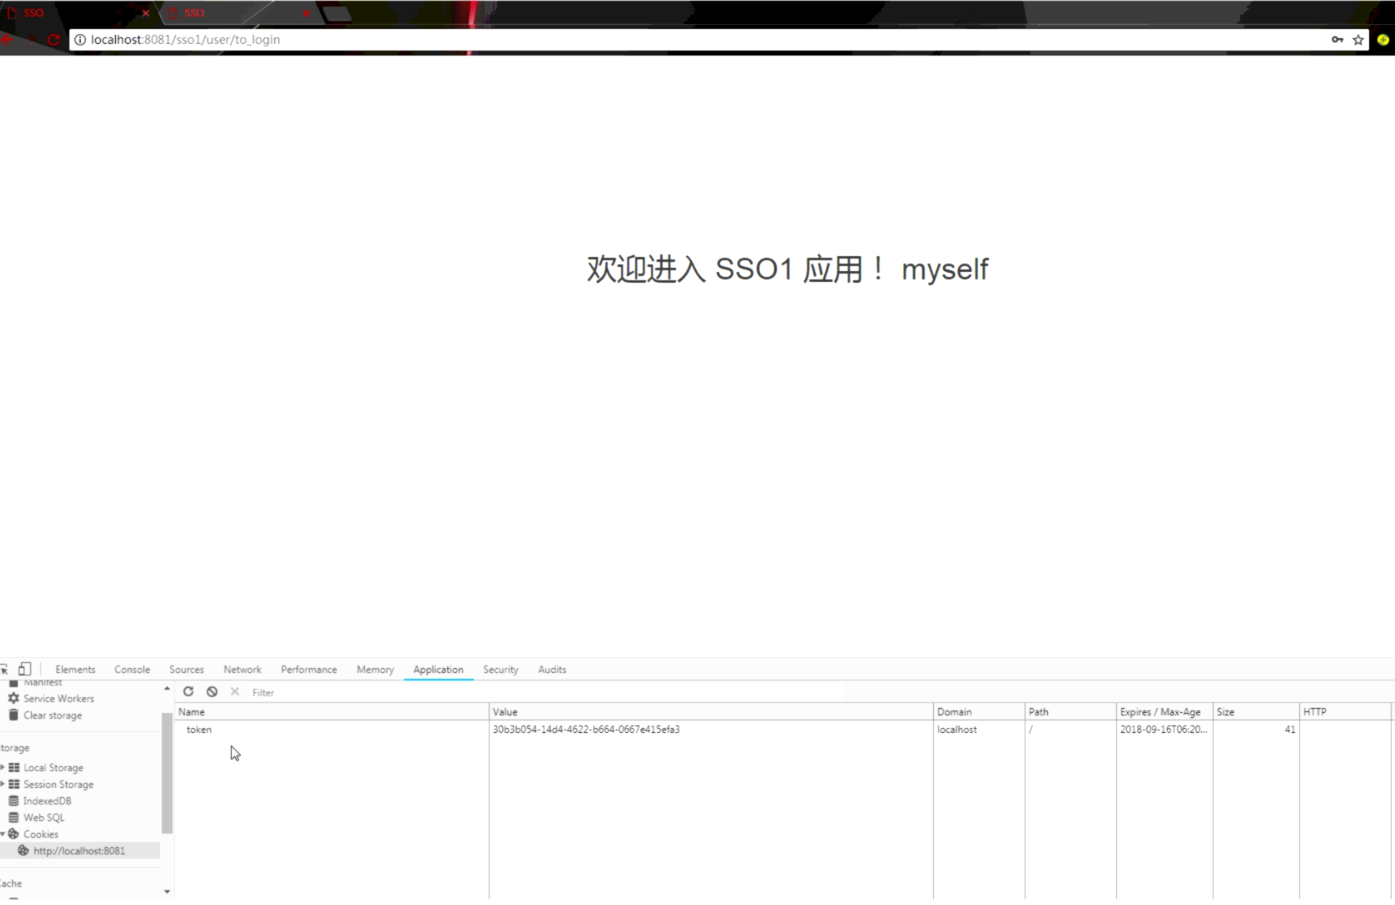 SSO
SSO
localhost:8081/sso1/user/to_login
欢迎进入 SSO1 应用！ myself
Elements Console Sources Network Performance Memory Application Security Audits
Manifest
Service Workers
Clear storage
torage
Local Storage
Session Storage
IndexedDB
Web SQL
Cookies
http://localhost:8081
ache
Filter
Name Value Domain Path Expires / Max-Age Size HTTP
token 30b3b054-14d4-4622-b664-0667e415efa3 localhost / 2018-09-16T06:20... 41